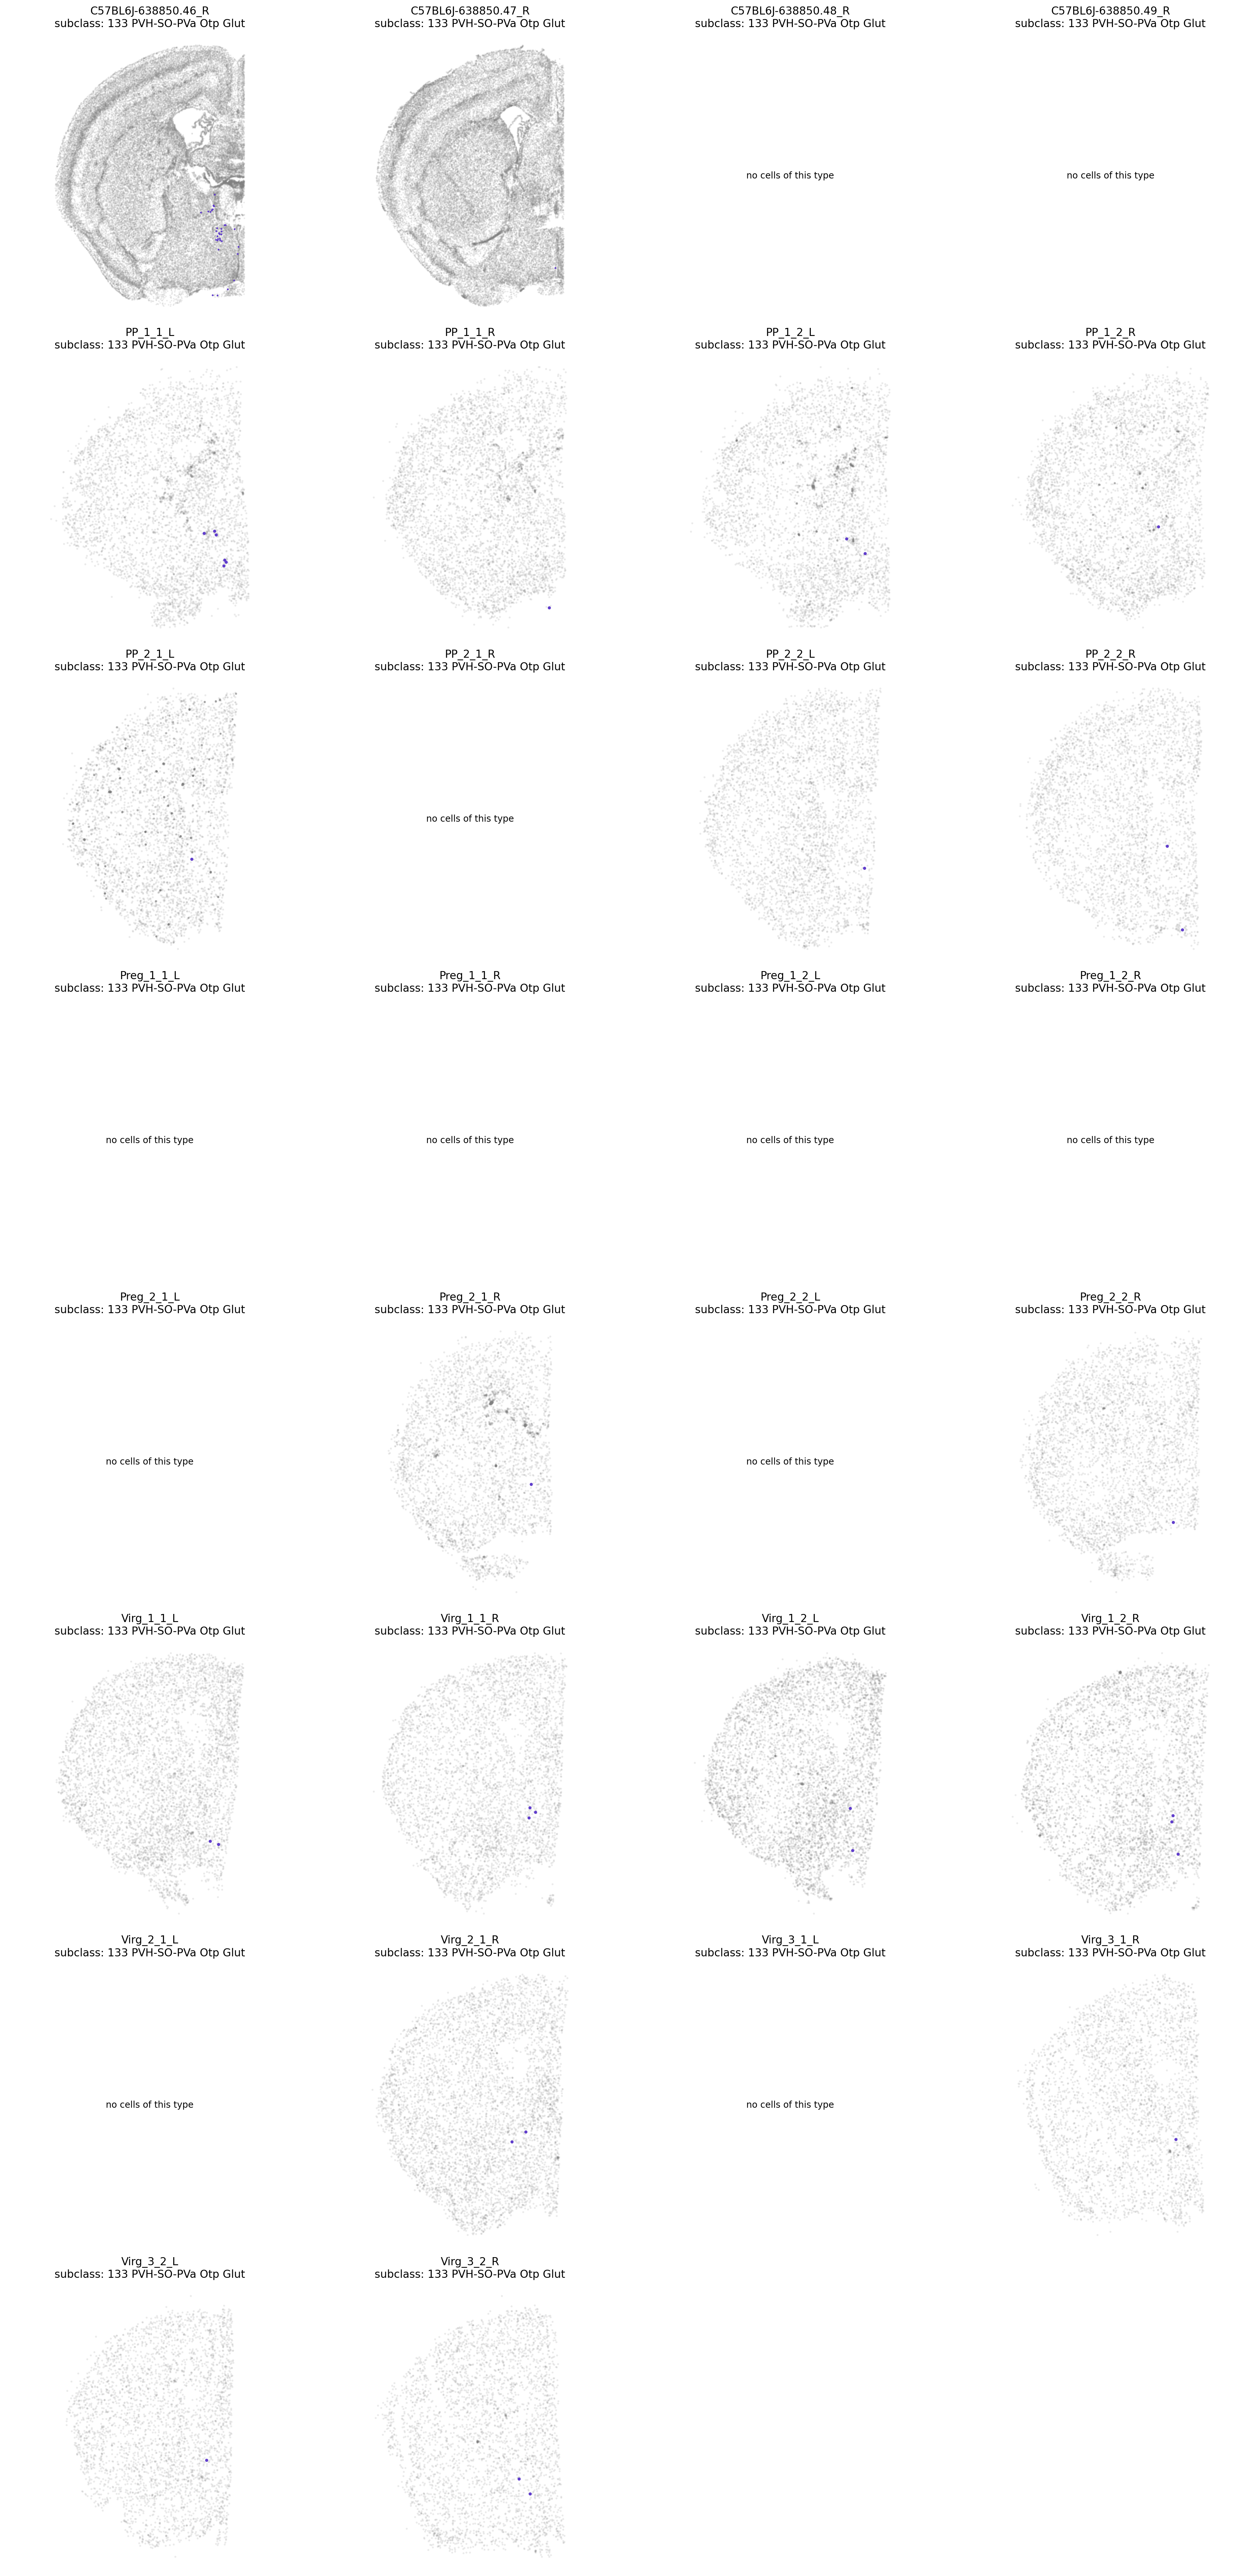 C57BL6J-638850.46_R
subclass: 133 PVH-SO-PVa Otp Glut
C57BL6J-638850.47_R
subclass: 133 PVH-SO-PVa Otp Glut
C57BL6J-638850.48_R
subclass: 133 PVH-SO-PVa Otp Glut
no cells of this type
C57BL6J-638850.49_R
subclass: 133 PVH-SO-PVa Otp Glut
no cells of this type
PP_1_1_L
subclass: 133 PVH-SO-PVa Otp Glut
PP_1_1_R
subclass: 133 PVH-SO-PVa Otp Glut
PP_1_2_L
subclass: 133 PVH-SO-PVa Otp Glut
PP_1_2_R
subclass: 133 PVH-SO-PVa Otp Glut
PP_2_1_L
subclass: 133 PVH-SO-PVa Otp Glut
PP_2_1_R
subclass: 133 PVH-SO-PVa Otp Glut
no cells of this type
PP_2_2_L
subclass: 133 PVH-SO-PVa Otp Glut
PP_2_2_R
subclass: 133 PVH-SO-PVa Otp Glut
Preg_1_1_L
subclass: 133 PVH-SO-PVa Otp Glut
no cells of this type
Preg_1_1_R
subclass: 133 PVH-SO-PVa Otp Glut
no cells of this type
Preg_1_2_L
subclass: 133 PVH-SO-PVa Otp Glut
no cells of this type
Preg_1_2_R
subclass: 133 PVH-SO-PVa Otp Glut
no cells of this type
Preg_2_1_L
subclass: 133 PVH-SO-PVa Otp Glut
no cells of this type
Preg_2_1_R
subclass: 133 PVH-SO-PVa Otp Glut
Preg_2_2_L
subclass: 133 PVH-SO-PVa Otp Glut
no cells of this type
Preg_2_2_R
subclass: 133 PVH-SO-PVa Otp Glut
Virg_1_1_L
subclass: 133 PVH-SO-PVa Otp Glut
Virg_1_1_R
subclass: 133 PVH-SO-PVa Otp Glut
Virg_1_2_L
subclass: 133 PVH-SO-PVa Otp Glut
Virg_1_2_R
subclass: 133 PVH-SO-PVa Otp Glut
Virg_2_1_L
subclass: 133 PVH-SO-PVa Otp Glut
no cells of this type
Virg_2_1_R
subclass: 133 PVH-SO-PVa Otp Glut
Virg_3_1_L
subclass: 133 PVH-SO-PVa Otp Glut
no cells of this type
Virg_3_1_R
subclass: 133 PVH-SO-PVa Otp Glut
Virg_3_2_L
subclass: 133 PVH-SO-PVa Otp Glut
Virg_3_2_R
subclass: 133 PVH-SO-PVa Otp Glut